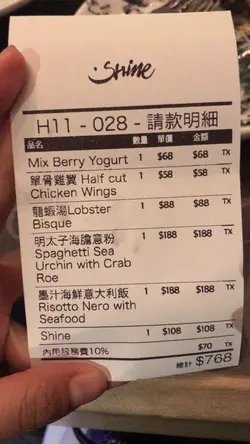 Shine
H11 - 028 - 請款明細
品名 數量 單價 金額
Mix Berry Yogurt 1 $68 $68 TX
單骨雞翼 Half cut 1 $58 $58 TX
Chicken Wings
龍蝦湯Lobster 1 $88 $88 TX
Bisque
明太子海膽意粉 1 $188 $188 TX
Spaghetti Sea
Urchin with Crab
Roe
墨汁海鮮意大利飯 1 $188 $188 TX
Risotto Nero with
Seafood
Shine 1 $108 $108 TX
內用服務費10% $70 TX
總計 $768